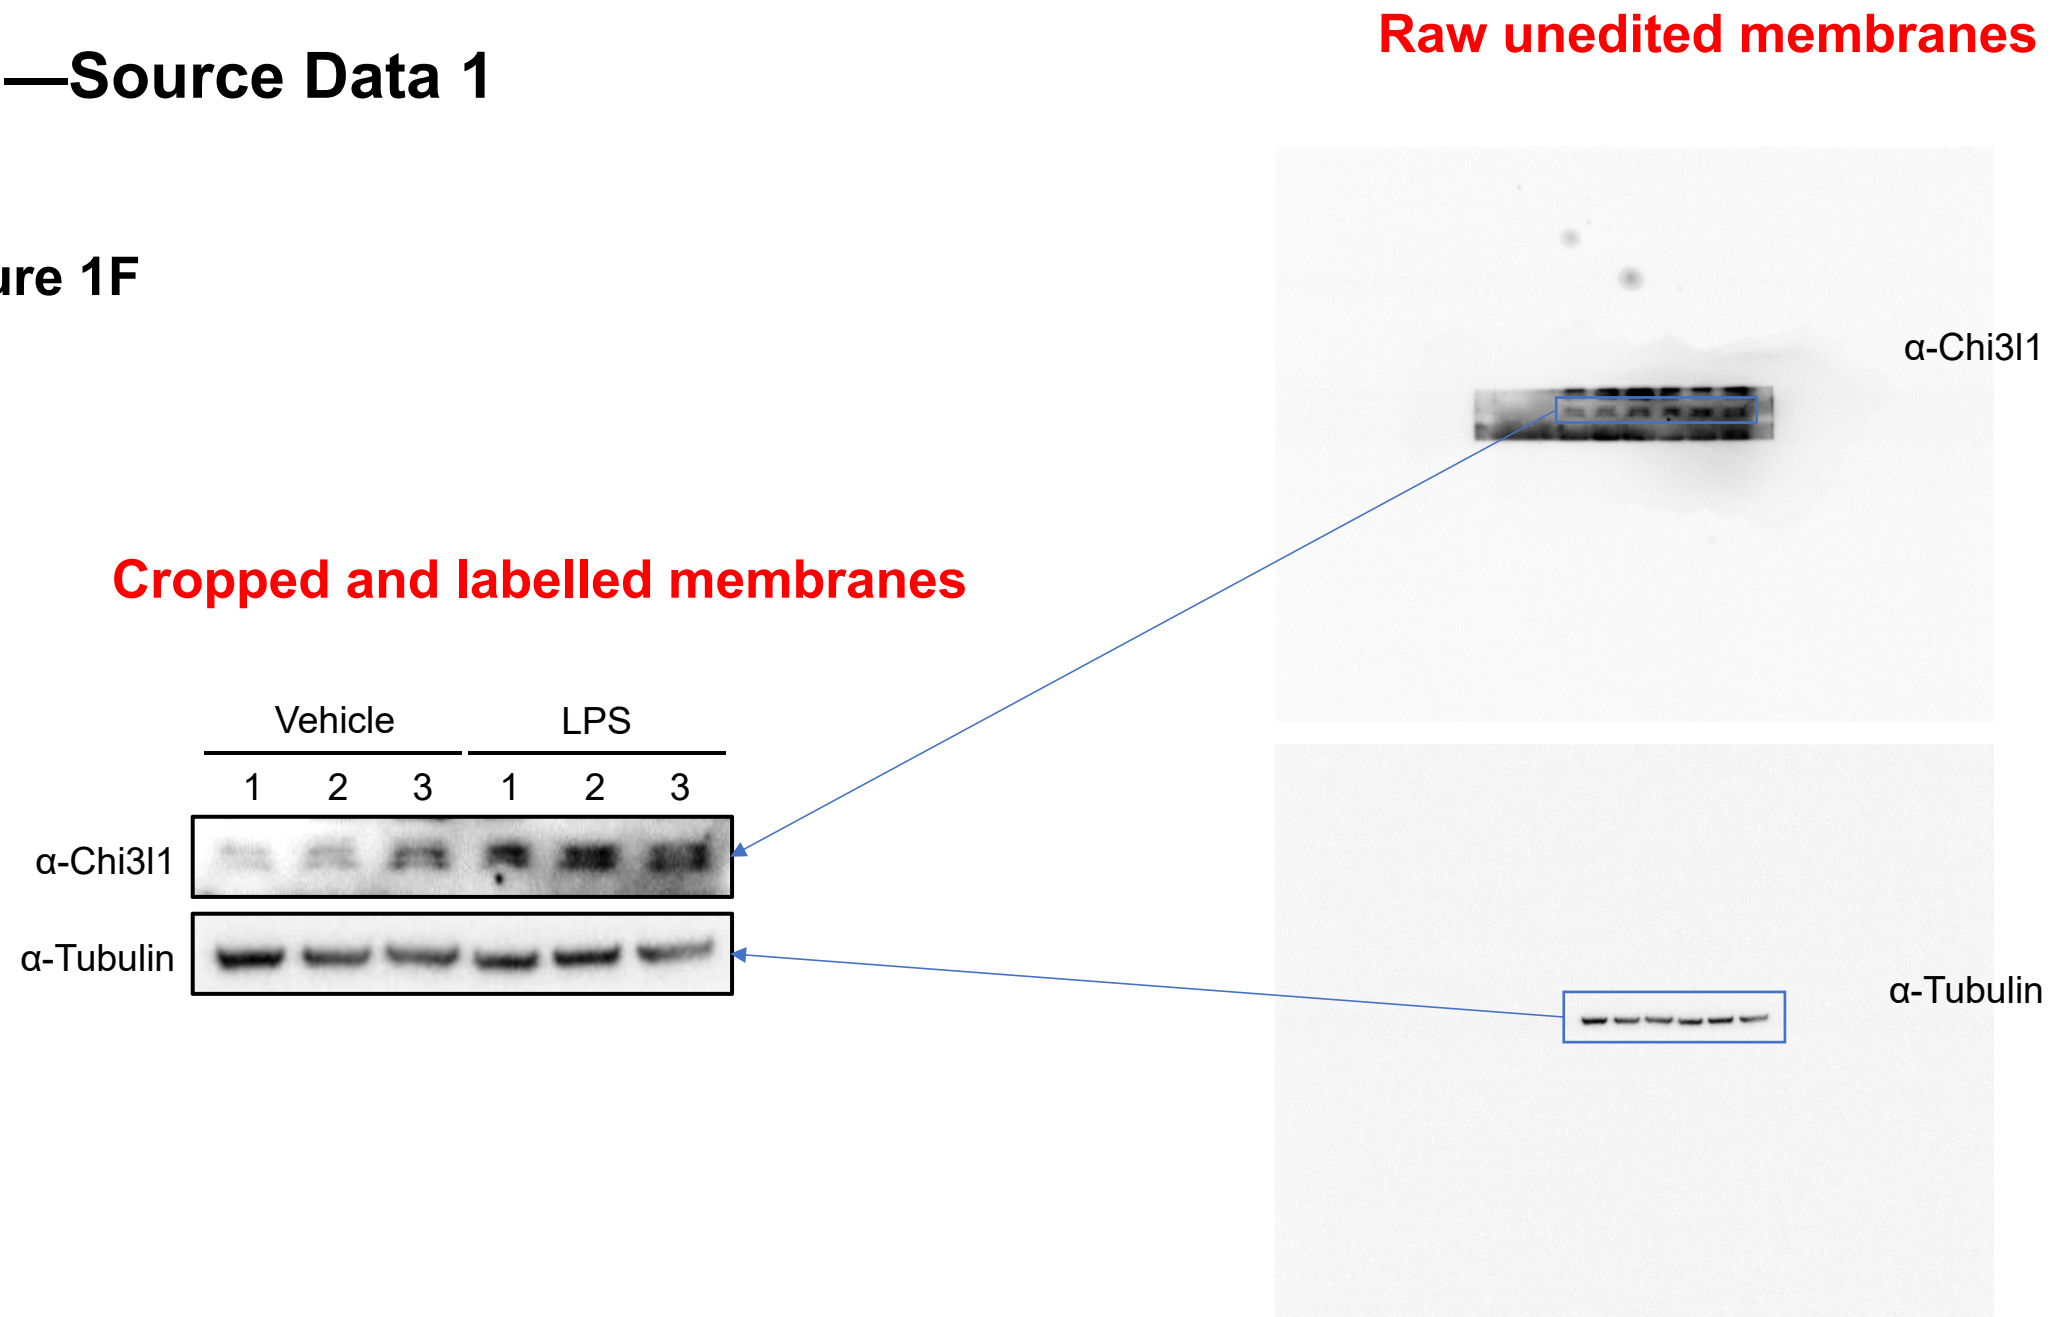 Raw unedited membranes
—Source Data 1
ure 1F
α-Chi3l1
Cropped and labelled membranes
Vehicle LPS
1 2 3 1 2 3
α-Chi3l1
α-Tubulin
α-Tubulin